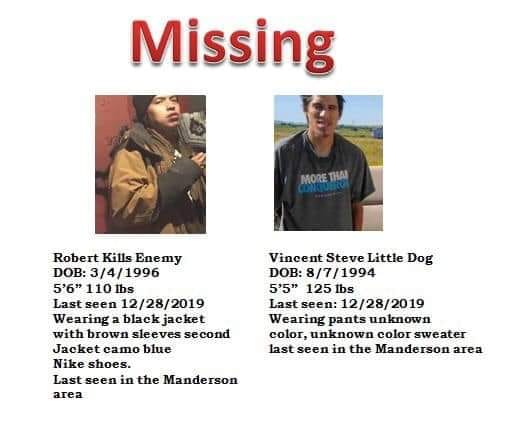 Missing
MORE THAN
CONQUEROR
Robert Kills Enemy
DOB: 3/4/1996
5’6” 110 lbs
Last seen 12/28/2019
Wearing a black jacket
with brown sleeves second
Jacket camo blue
Nike shoes.
Last seen in the Manderson
area
Vincent Steve Little Dog
DOB: 8/7/1994
5’5” 125 lbs
Last seen: 12/28/2019
Wearing pants unknown
color, unknown color sweater
last seen in the Manderson area